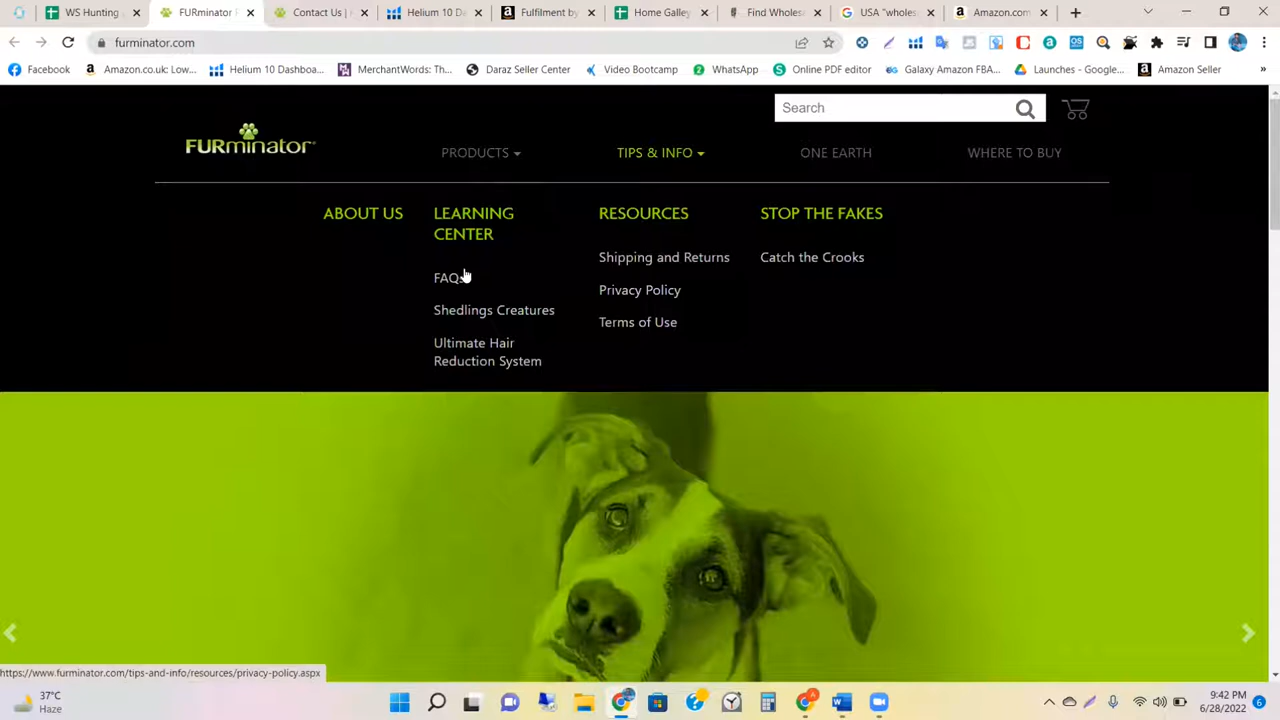 WS Hunting
FURminator
Contact Us
Helium 10 Da
Fulfilment by
Home Galley
Find Wholes
USA "wholes
Amazon.com
furminator.com
Facebook
Amazon.co.uk: Low...
Helium 10 Dashboa...
MerchantWords: Th...
Daraz Seller Center
Video Bootcamp
WhatsApp
Online PDF editor
Galaxy Amazon FBA...
Launches - Google...
Amazon Seller
»
Search
FURminator
PRODUCTS
TIPS & INFO
ONE EARTH
WHERE TO BUY
ABOUT US
LEARNING
CENTER
FAQs
Shedlings Creatures
Ultimate Hair
Reduction System
RESOURCES
Shipping and Returns
Privacy Policy
Terms of Use
STOP THE FAKES
Catch the Crooks
https://www.furminator.com/tips-and-info/resources/privacy-policy.aspx
37°C
Haze
9:42 PM
6/28/2022
6